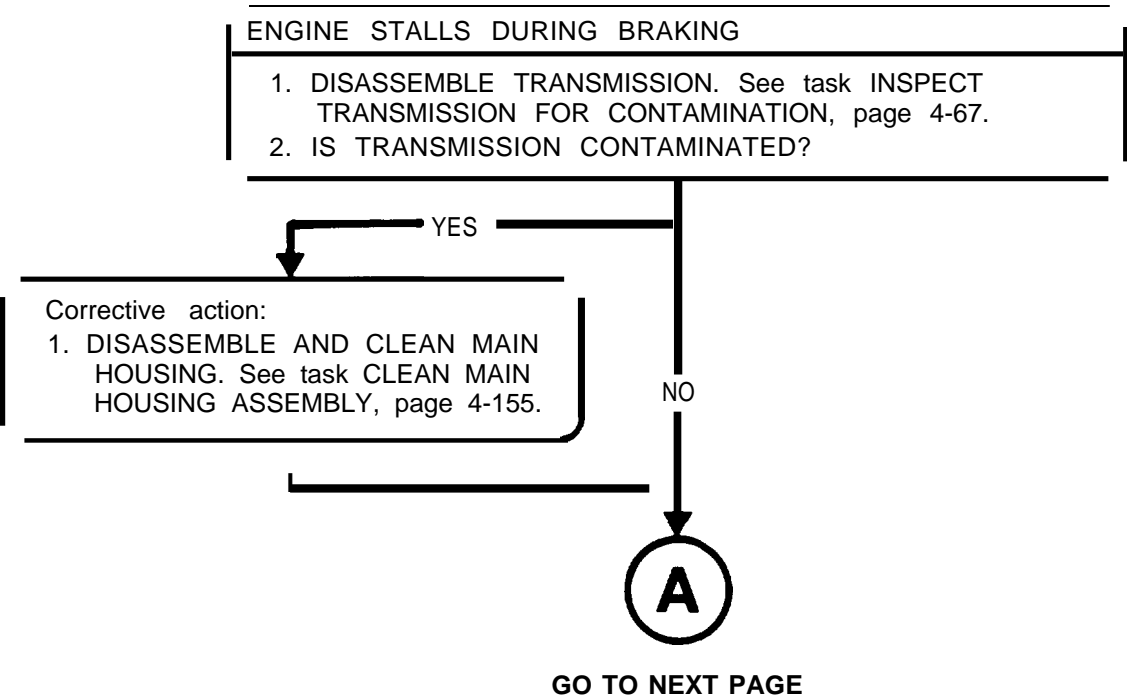 ENGINE STALLS DURING BRAKING
1. DISASSEMBLE TRANSMISSION. See task INSPECT
TRANSMISSION FOR CONTAMINATION, page 4-67.
2. IS TRANSMISSION CONTAMINATED?
YES
Corrective action:
1. DISASSEMBLE AND CLEAN MAIN
HOUSING. See task CLEAN MAIN
HOUSING ASSEMBLY, page 4-155.
NO
A
GO TO NEXT PAGE